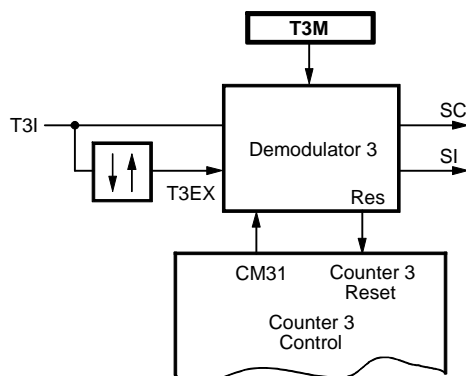 T3M
T3I
Demodulator 3
SC
SI
T3EX
Res
CM31
Counter 3
Reset
Counter 3
Control